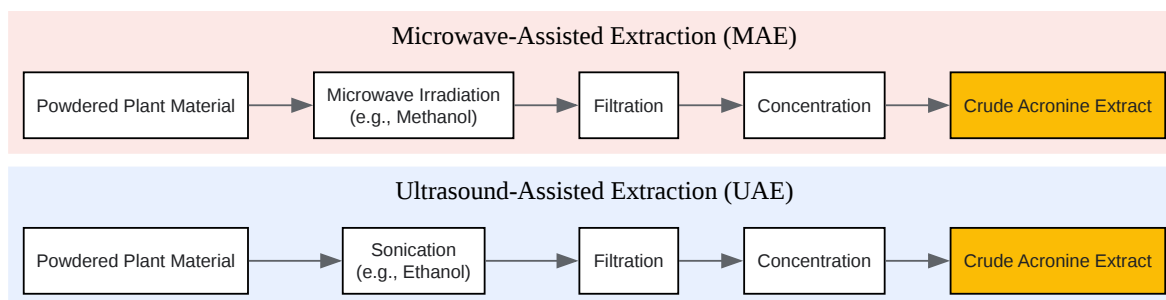 Microwave-Assisted Extraction (MAE)
Powdered Plant Material
Microwave Irradiation
(e.g., Methanol)
Filtration
Concentration
Crude Acronine Extract
Ultrasound-Assisted Extraction (UAE)
Powdered Plant Material
Sonication
(e.g., Ethanol)
Filtration
Concentration
Crude Acronine Extract